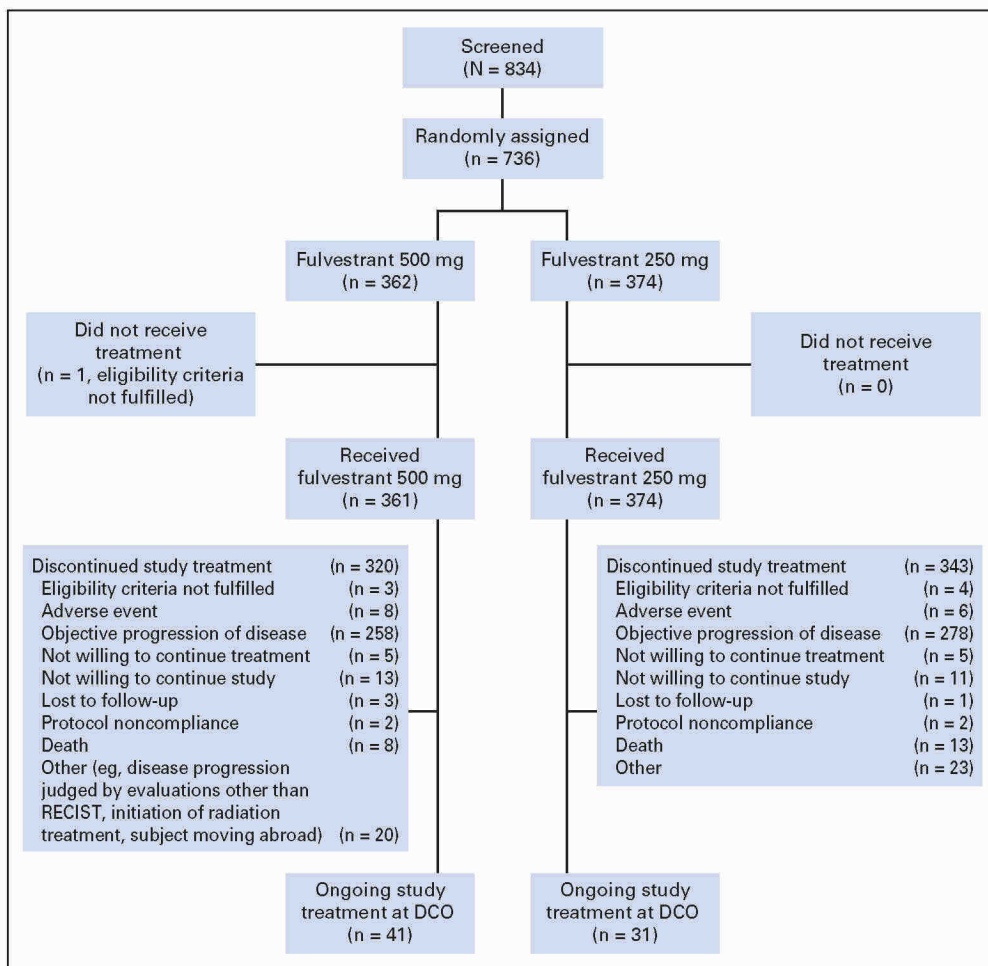 Screened
(N = 834)
Randomly assigned
(n = 736)
Fulvestrant 500 mg
(n = 362)
Fulvestrant 250 mg
(n = 374)
Did not receive
treatment
(n = 1, eligibility criteria
not fulfilled)
Did not receive
treatment
(n = 0)
Received
fulvestrant 500 mg
(n = 361)
Received
fulvestrant 250 mg
(n = 374)
Discontinued study treatment (n = 320)
Eligibility criteria not fulfilled (n = 3)
Adverse event (n = 8)
Objective progression of disease (n = 258)
Not willing to continue treatment (n = 5)
Not willing to continue study (n = 13)
Lost to follow-up (n = 3)
Protocol noncompliance (n = 2)
Death (n = 8)
Other (eg, disease progression
judged by evaluations other than
RECIST, initiation of radiation
treatment, subject moving abroad) (n = 20)
Discontinued study treatment (n = 343)
Eligibility criteria not fulfilled (n = 4)
Adverse event (n = 6)
Objective progression of disease (n = 278)
Not willing to continue treatment (n = 5)
Not willing to continue study (n = 11)
Lost to follow-up (n = 1)
Protocol noncompliance (n = 2)
Death (n = 13)
Other (n = 23)
Ongoing study
treatment at DCO
(n = 41)
Ongoing study
treatment at DCO
(n = 31)